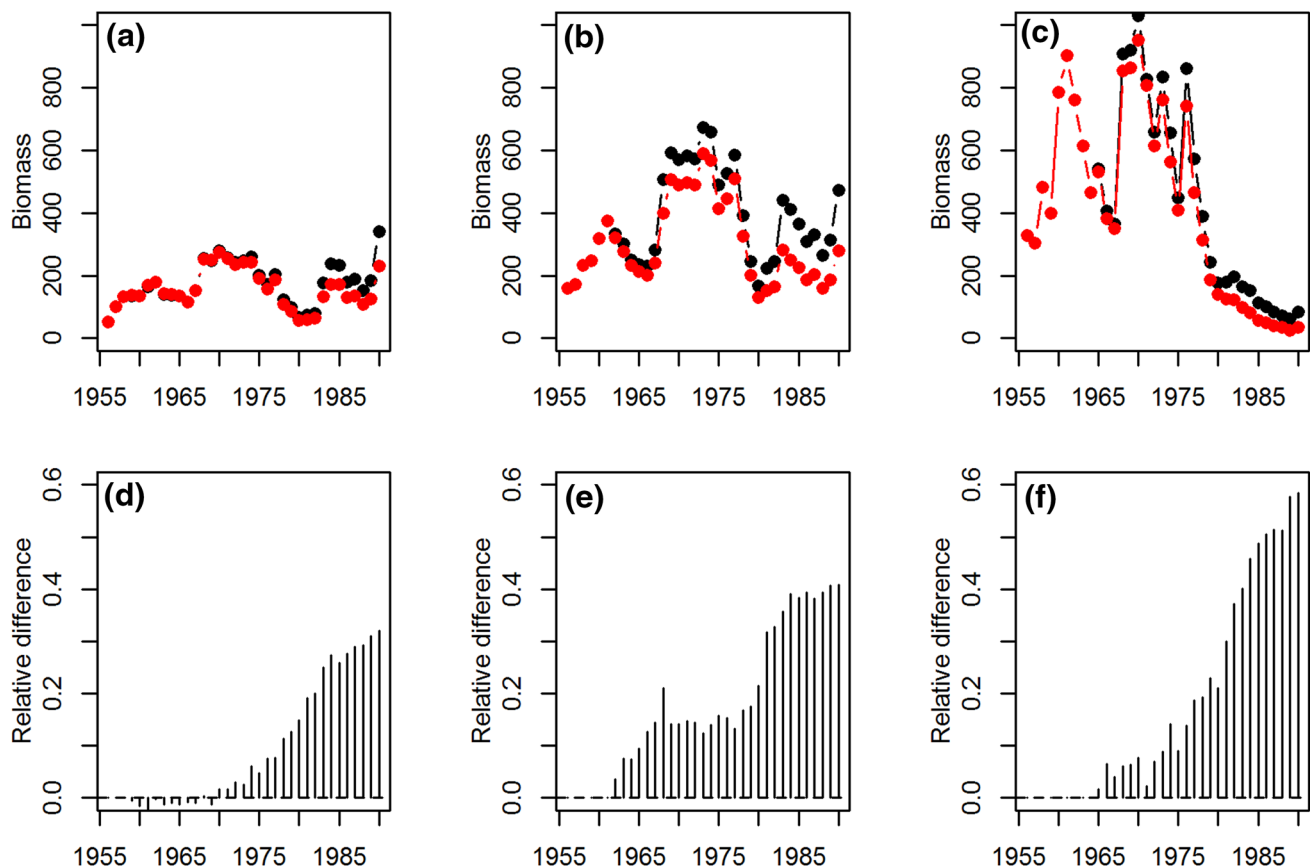 (a)
Biomass
0 200 400 600 800
1955 1965 1975 1985
(b)
Biomass
0 200 400 600 800
1955 1965 1975 1985
(c)
Biomass
0 200 400 600 800
1955 1965 1975 1985
(d)
Relative difference
0.0 0.2 0.4 0.6
1955 1965 1975 1985
(e)
Relative difference
0.0 0.2 0.4 0.6
1955 1965 1975 1985
(f)
Relative difference
0.0 0.2 0.4 0.6
1955 1965 1975 1985